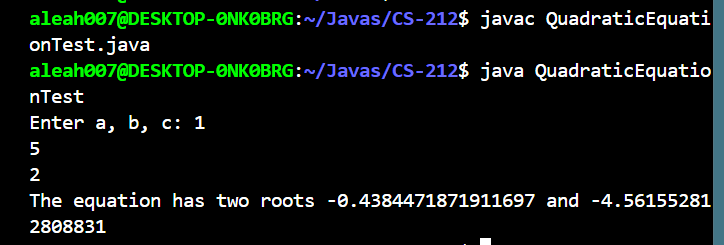 aleah007@DESKTOP-0NK0BRG:~/Javas/CS-212$ javac QuadraticEquati
onTest.java
aleah007@DESKTOP-0NK0BRG:~/Javas/CS-212$ java QuadraticEquatio
nTest
Enter a, b, c: 1
5
2
The equation has two roots -0.4384471871911697 and -4.56155281
2808831